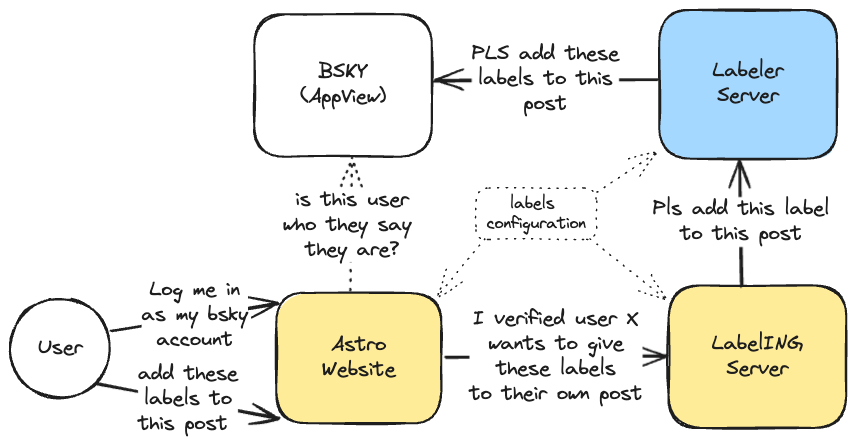 BSKY
(AppView)
PLS add these
labels to this
post
Labeler
Server
is this user
who they say
they are?
labels
configuration
Pls add this label
to this post
User
Log me in
as my bsky
account
add these
labels to
this post
Astro
Website
I verified user X
wants to give
these labels
to their own post
LabelING
Server